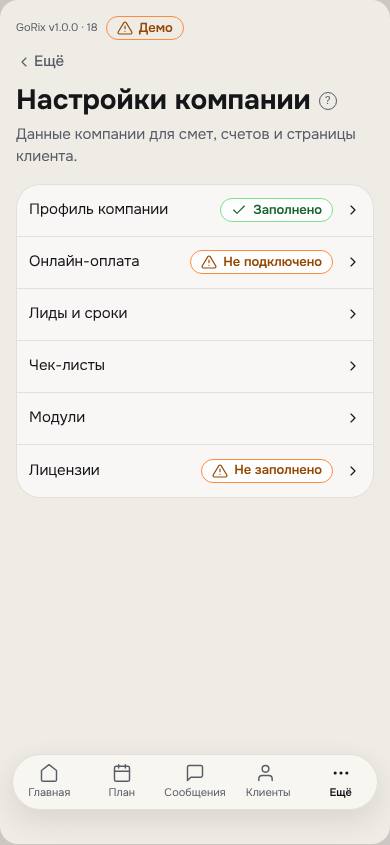 GoRix v1.0.0 · 18
Демо
Ещё
Настройки компании ?
Данные компании для смет, счетов и страницы
клиента.
Профиль компании
Заполнено
Онлайн-оплата
Не подключено
Лиды и сроки
Чек-листы
Модули
Лицензии
Не заполнено
Главная
План
Сообщения
Клиенты
Ещё